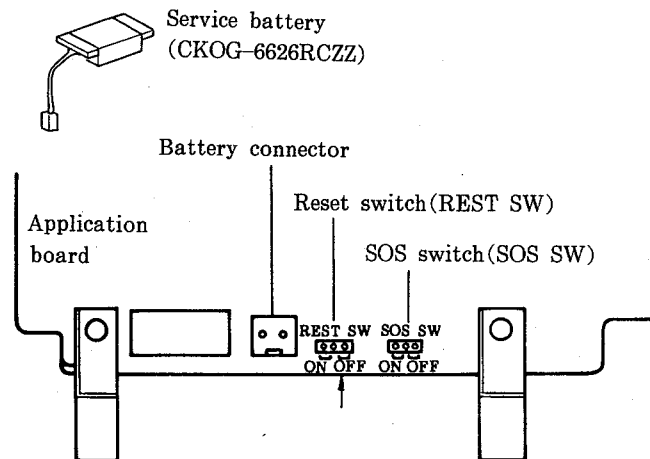 Service battery
(CKOG-6626RCZZ)
Battery connector
Reset switch(REST SW)
Application
board
SOS switch(SOS SW)
REST SW SOS SW
ON OFF ON OFF